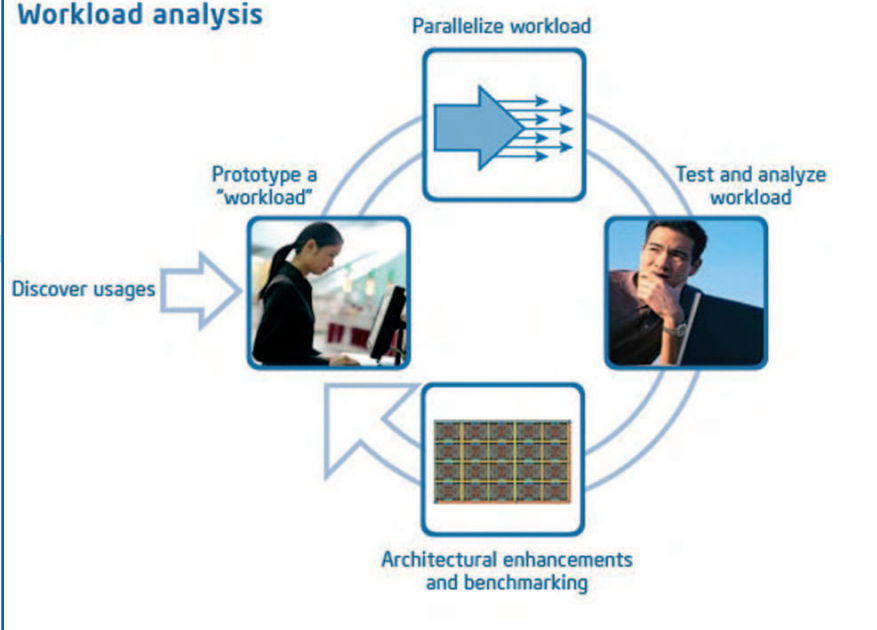 Workload analysis
Parallelize workload
Prototype a
"workload"
Test and analyze
workload
Discover usages
Architectural enhancements
and benchmarking